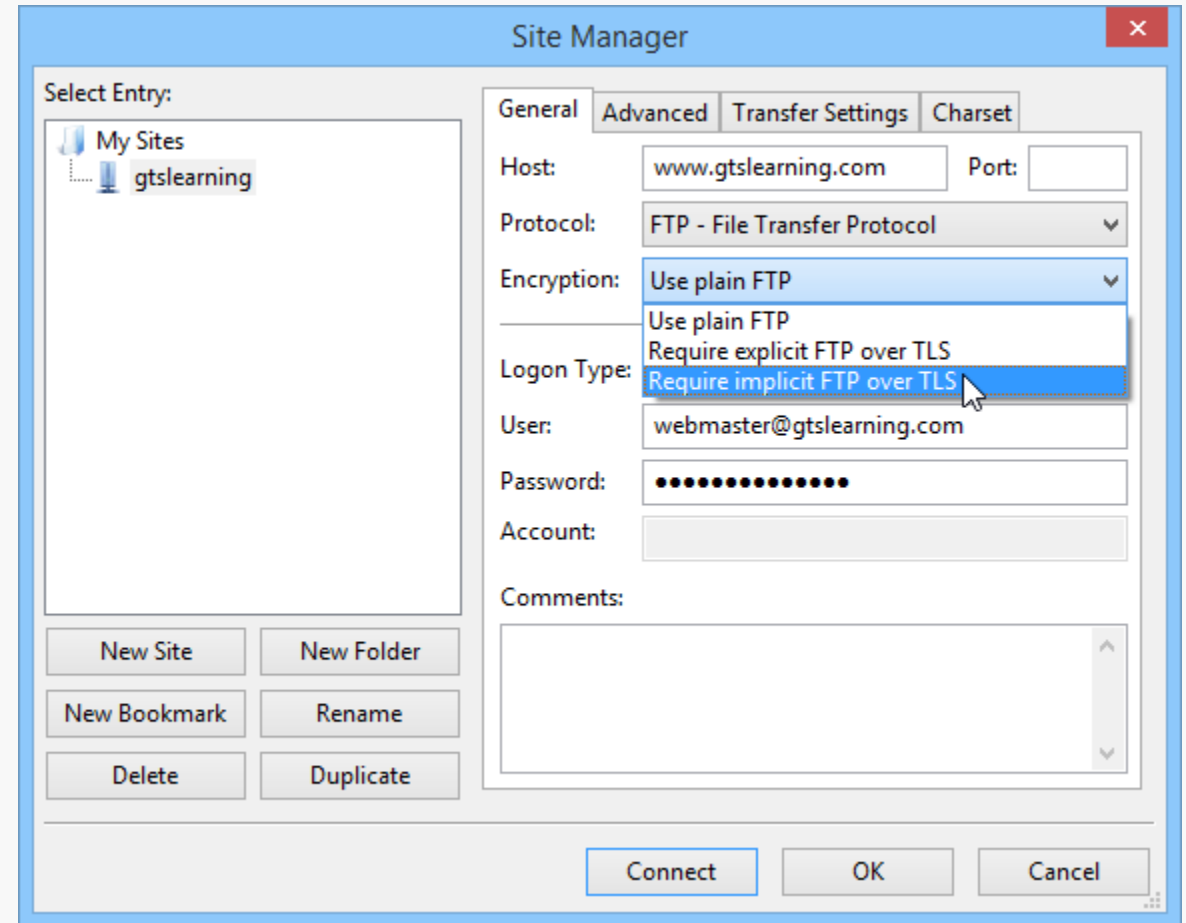 Site Manager
Select Entry:
My Sites
gtslearning
New Site
New Folder
New Bookmark
Rename
Delete
Duplicate
General
Advanced
Transfer Settings
Charset
Host:
www.gtslearning.com
Port:
Protocol:
FTP - File Transfer Protocol
Encryption:
Use plain FTP
Use plain FTP
Require explicit FTP over TLS
Require implicit FTP over TLS
Logon Type:
User:
webmaster@gtslearning.com
Password:
Account:
Comments:
Connect
OK
Cancel